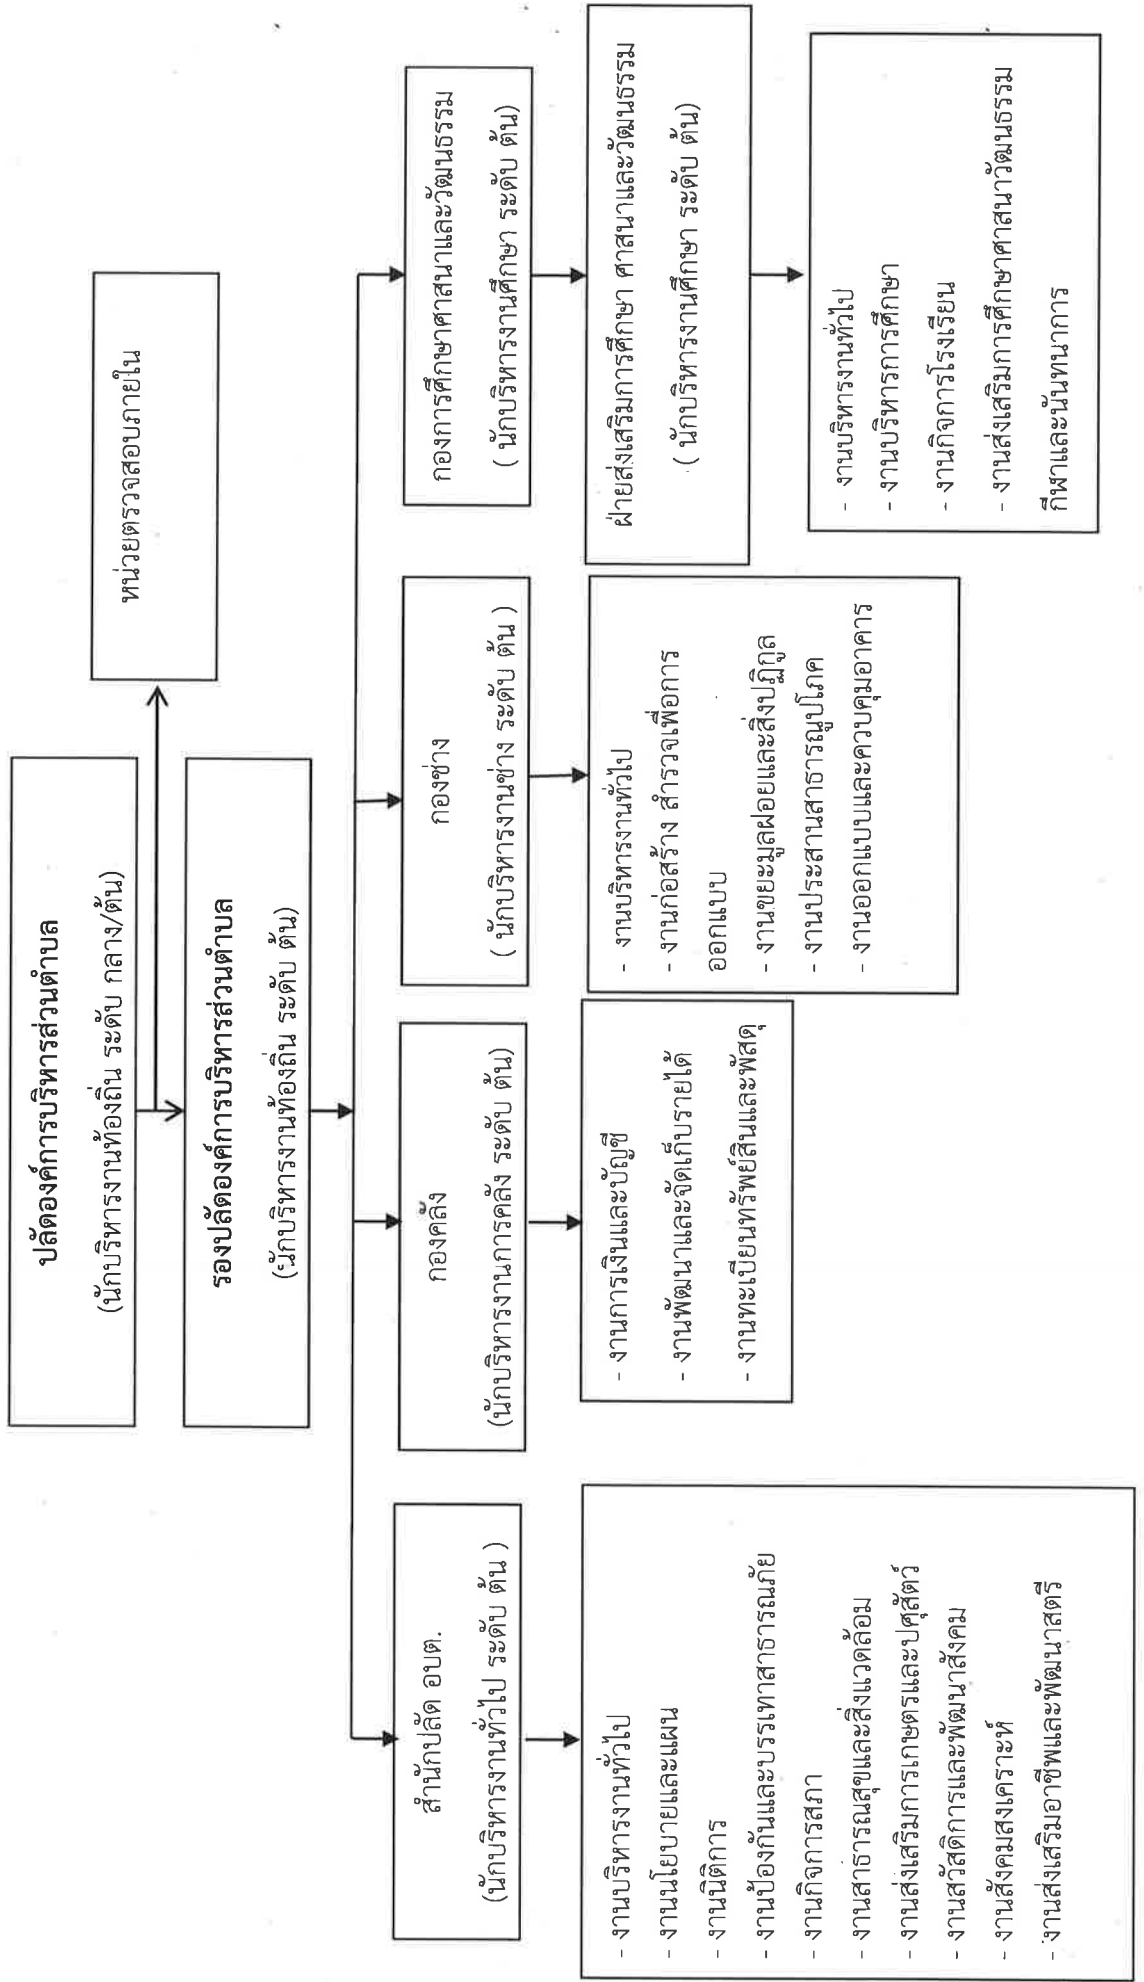 ปลัดองค์การบริหารส่วนตำบล
(นักบริหารงานท้องถิ่น ระดับ กลาง/ต้น)
หน่วยตรวจสอบภายใน
รองปลัดองค์การบริหารส่วนตำบล
(นักบริหารงานท้องถิ่น ระดับ ต้น)
สำนักปลัด อบต.
(นักบริหารงานทั่วไป ระดับ ต้น )
กองคลัง
(นักบริหารงานการคลัง ระดับ ต้น)
กองช่าง
( นักบริหารงานช่าง ระดับ ต้น )
กองการศึกษาศาสนาและวัฒนธรรม
( นักบริหารงานศึกษา ระดับ ต้น)
- งานบริหารงานทั่วไป
- งานนโยบายและแผน
- งานนิติการ
- งานป้องกันและบรรเทาสาธารณภัย
- งานกิจการสภา
- งานสาธารณสุขและสิ่งแวดล้อม
- งานส่งเสริมการเกษตรและปศุสัตว์
- งานสวัสดิการและพัฒนาสังคม
- งานสังคมสงเคราะห์
- งานส่งเสริมอาชีพและพัฒนาสตรี
- งานการเงินและบัญชี
- งานพัฒนาและจัดเก็บรายได้
- งานทะเบียนทรัพย์สินและพัสดุ
- งานบริหารงานทั่วไป
- งานก่อสร้าง สำรวจเพื่อการ
ออกแบบ
- งานขยะมูลฝอยและสิ่งปฏิกูล
- งานประสานสาธารณูปโภค
- งานออกแบบและควบคุมอาคาร
ฝ่ายส่งเสริมการศึกษา ศาสนาและวัฒนธรรม
( นักบริหารงานศึกษา ระดับ ต้น)
- งานบริหารงานทั่วไป
- งานบริหารการศึกษา
- งานกิจการโรงเรียน
- งานส่งเสริมการศึกษาศาสนาวัฒนธรรม
กีฬาและนันทนาการ